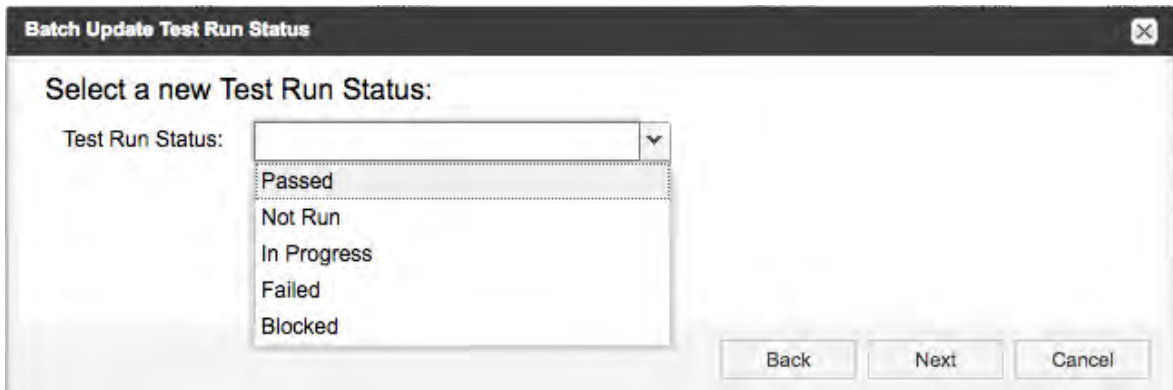 Batch Update Test Run Status
Select a new Test Run Status:
Test Run Status:
Passed
Not Run
In Progress
Failed
Blocked
Back Next Cancel